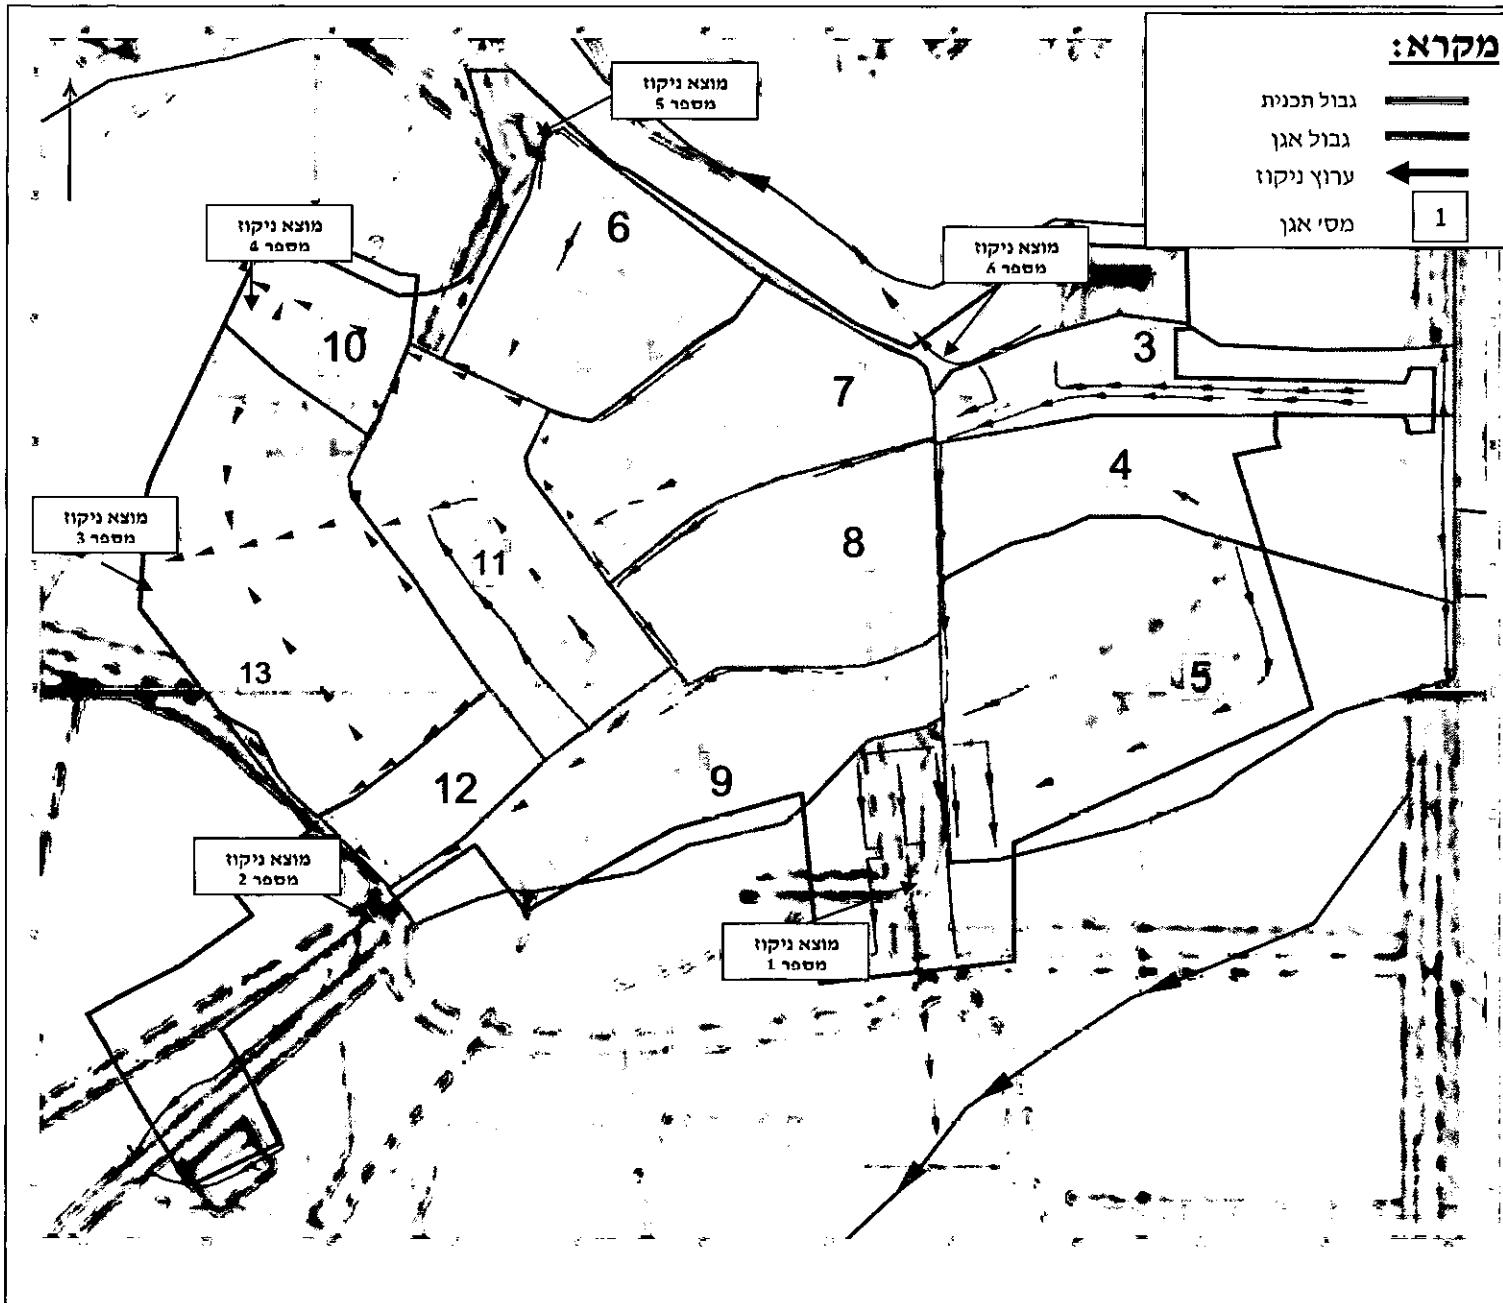 מקרא:
גבול תכנית
גבול אגן
ערוץ ניקוז
מס' אגן
1
מוצא ניקוז
מספר 5
מוצא ניקוז
מספר 4
מוצא ניקוז
מספר 6
מוצא ניקוז
מספר 3
מוצא ניקוז
מספר 2
מוצא ניקוז
מספר 1
6
10
3
7
4
8
11
13
5
9
12